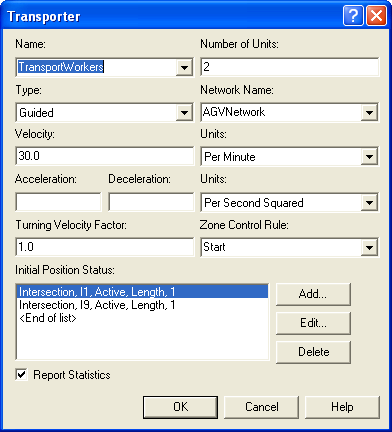 Transporter
Name: Number of Units:
TransportWorkers 2
Type: Network Name:
Guided AGVNetwork
Velocity: Units:
30.0 Per Minute
Acceleration: Deceleration: Units:
Per Second Squared
Turning Velocity Factor: Zone Control Rule:
1.0 Start
Initial Position Status:
Intersection, I1, Active, Length, 1
Intersection, I9, Active, Length, 1
<End of list>
Add...
Edit...
Delete
Report Statistics
OK Cancel Help